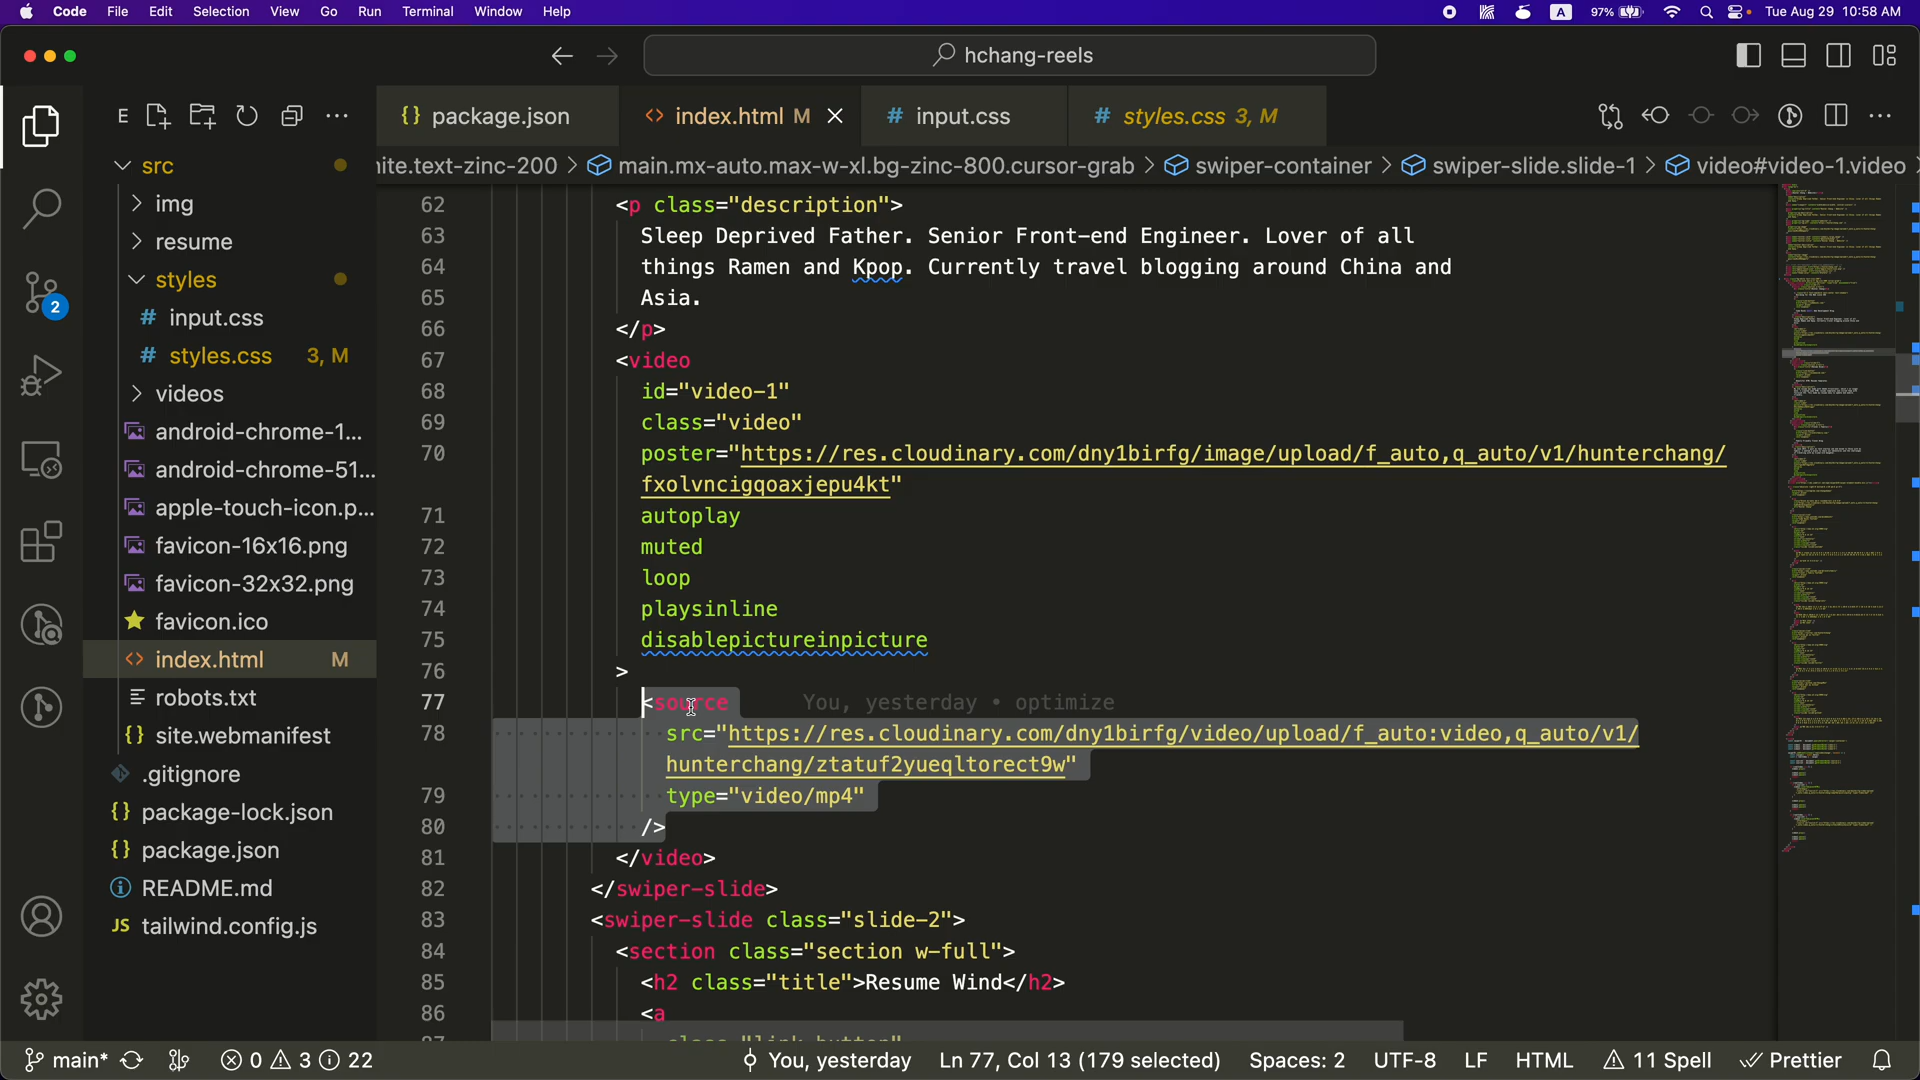 Code File Edit Selection View Go Run Terminal Window Help
A 97% Tue Aug 29 10:58 AM
hchang-reels
E
{} package.json
<> index.html M
# input.css
# styles.css 3, M
nite.text-zinc-200 > main.mx-auto.max-w-xl.bg-zinc-800.cursor-grab > swiper-container > swiper-slide.slide-1 > video#video-1.video
src
img
resume
styles
# input.css
# styles.css 3, M
videos
android-chrome-1...
android-chrome-51...
apple-touch-icon.p...
favicon-16x16.png
favicon-32x32.png
favicon.ico
<> index.html M
robots.txt
{} site.webmanifest
.gitignore
{} package-lock.json
{} package.json
README.md
JS tailwind.config.js
2
62 <p class="description">
63 Sleep Deprived Father. Senior Front-end Engineer. Lover of all
64 things Ramen and Kpop. Currently travel blogging around China and
65 Asia.
66 </p>
67 <video
68 id="video-1"
69 class="video"
70 poster="https://res.cloudinary.com/dny1birfg/image/upload/f_auto,q_auto/v1/hunterchang/
fxolvncigqoaxjepu4kt"
71 autoplay
72 muted
73 loop
74 playsinline
75 disablepictureinpicture
76 >
77 <source You, yesterday • optimize
78 src="https://res.cloudinary.com/dny1birfg/video/upload/f_auto:video,q_auto/v1/
hunterchang/ztatuf2yueqltorect9w"
79 type="video/mp4"
80 />
81 </video>
82 </swiper-slide>
83 <swiper-slide class="slide-2">
84 <section class="section w-full">
85 <h2 class="title">Resume Wind</h2>
86 <a
87 class="link-button"
main* 0 3 22
You, yesterday Ln 77, Col 13 (179 selected) Spaces: 2 UTF-8 LF HTML 11 Spell Prettier